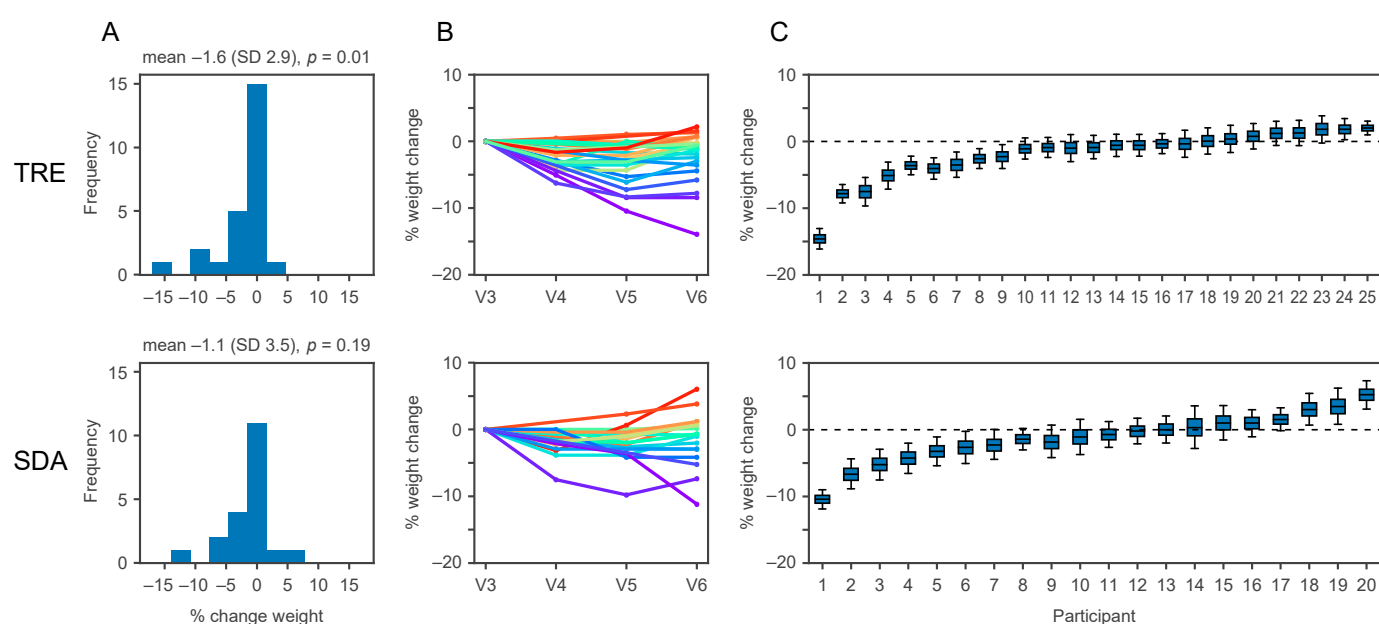 A
B
C
TRE
mean –1.6 (SD 2.9), p = 0.01
Frequency
15
10
5
0
–15 –10 –5 0 5 10 15
% weight change
10
0
–10
–20
V3 V4 V5 V6
% weight change
10
0
–10
–20
1 2 3 4 5 6 7 8 9 10 11 12 13 14 15 16 17 18 19 20 21 22 23 24 25
SDA
mean –1.1 (SD 3.5), p = 0.19
Frequency
15
10
5
0
–15 –10 –5 0 5 10 15
% change weight
% weight change
10
0
–10
–20
V3 V4 V5 V6
% weight change
10
0
–10
–20
1 2 3 4 5 6 7 8 9 10 11 12 13 14 15 16 17 18 19 20
Participant